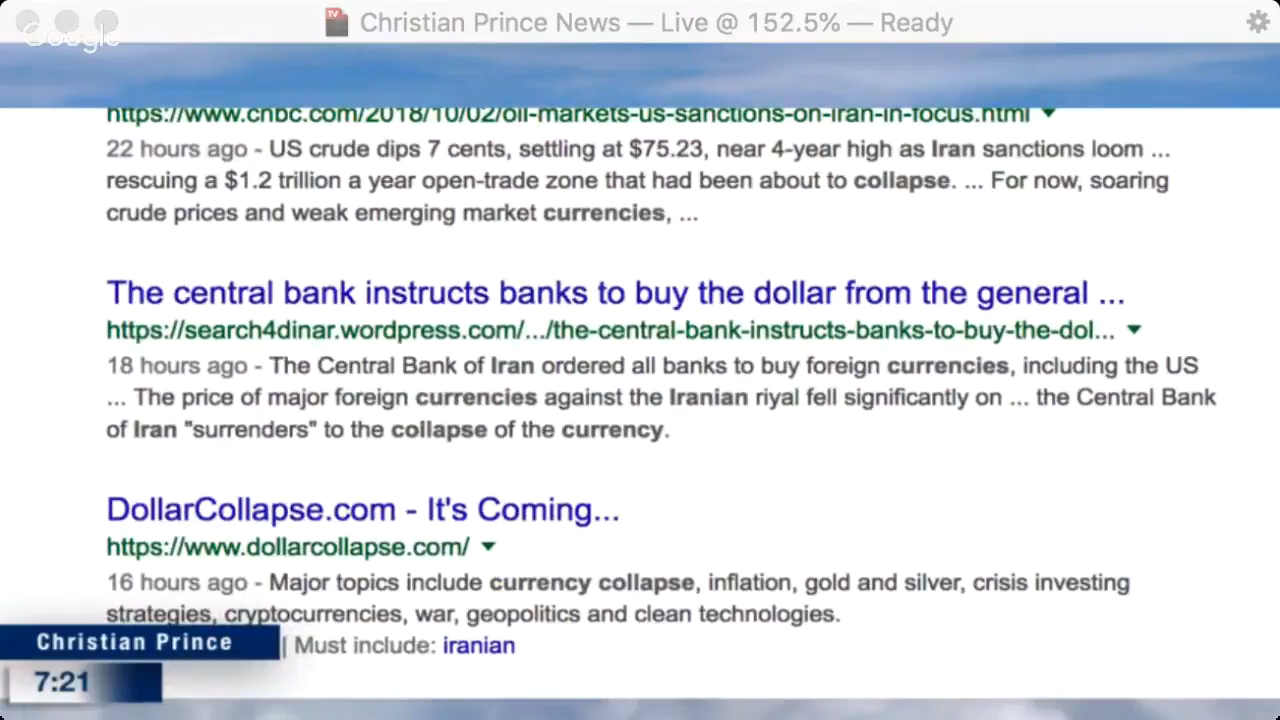 Christian Prince News — Live @ 152.5% — Ready
Google
https://www.cnbc.com/2018/10/02/oil-markets-us-sanctions-on-iran-in-focus.html
22 hours ago - US crude dips 7 cents, settling at $75.23, near 4-year high as Iran sanctions loom ...
rescuing a $1.2 trillion a year open-trade zone that had been about to collapse. ... For now, soaring
crude prices and weak emerging market currencies, ...
The central bank instructs banks to buy the dollar from the general ...
https://search4dinar.wordpress.com/.../the-central-bank-instructs-banks-to-buy-the-dol...
18 hours ago - The Central Bank of Iran ordered all banks to buy foreign currencies, including the US
... The price of major foreign currencies against the Iranian riyal fell significantly on ... the Central Bank
of Iran "surrenders" to the collapse of the currency.
DollarCollapse.com - It's Coming...
https://www.dollarcollapse.com/
16 hours ago - Major topics include currency collapse, inflation, gold and silver, crisis investing
strategies, cryptocurrencies, war, geopolitics and clean technologies.
Christian Prince | Must include: iranian
7:21